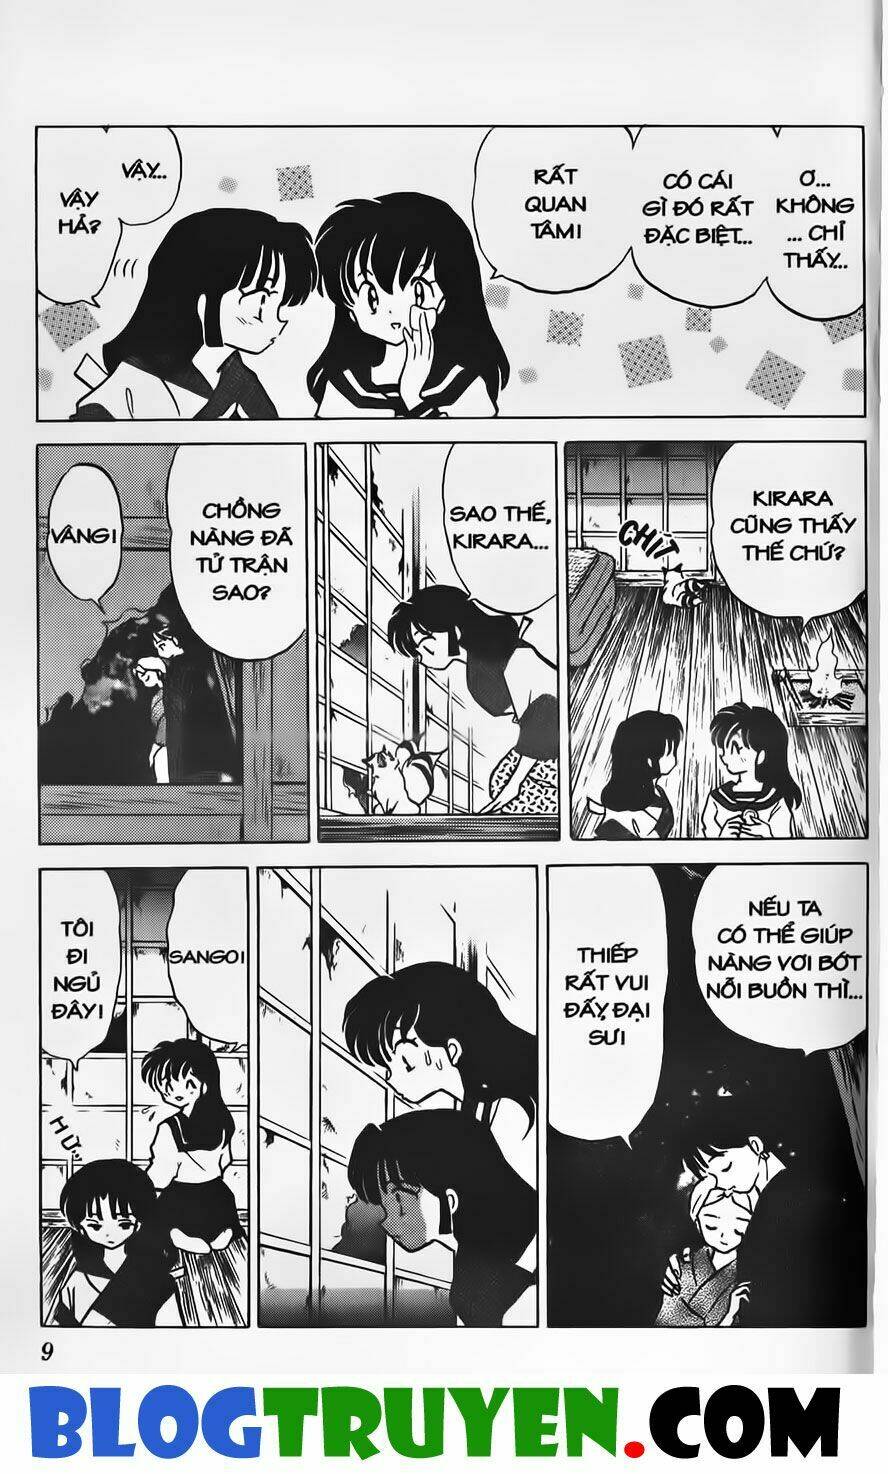 Ơ...
KHÔNG
... CHỈ
THẤY...
CÓ CÁI
GÌ ĐÓ RẤT
ĐẶC BIỆT...
RẤT
QUAN
TÂM!
VẬY...
VẬY
HẢ?
KIRARA
CŨNG THẤY
THẾ CHỨ?
CHÍT
SAO THẾ,
KIRARA...
CHỒNG
NÀNG ĐÃ
TỬ TRẬN
SAO?
VÂNG!
NẾU TA
CÓ THỂ GIÚP
NÀNG VƠI BỚT
NỖI BUỒN THÌ...
THIẾP
RẤT VUI
ĐẤY, ĐẠI
SƯ!
SANGO!
TÔI
ĐI
NGỦ
ĐÂY!
HỪ...
9
BLOGTRUYEN.COM